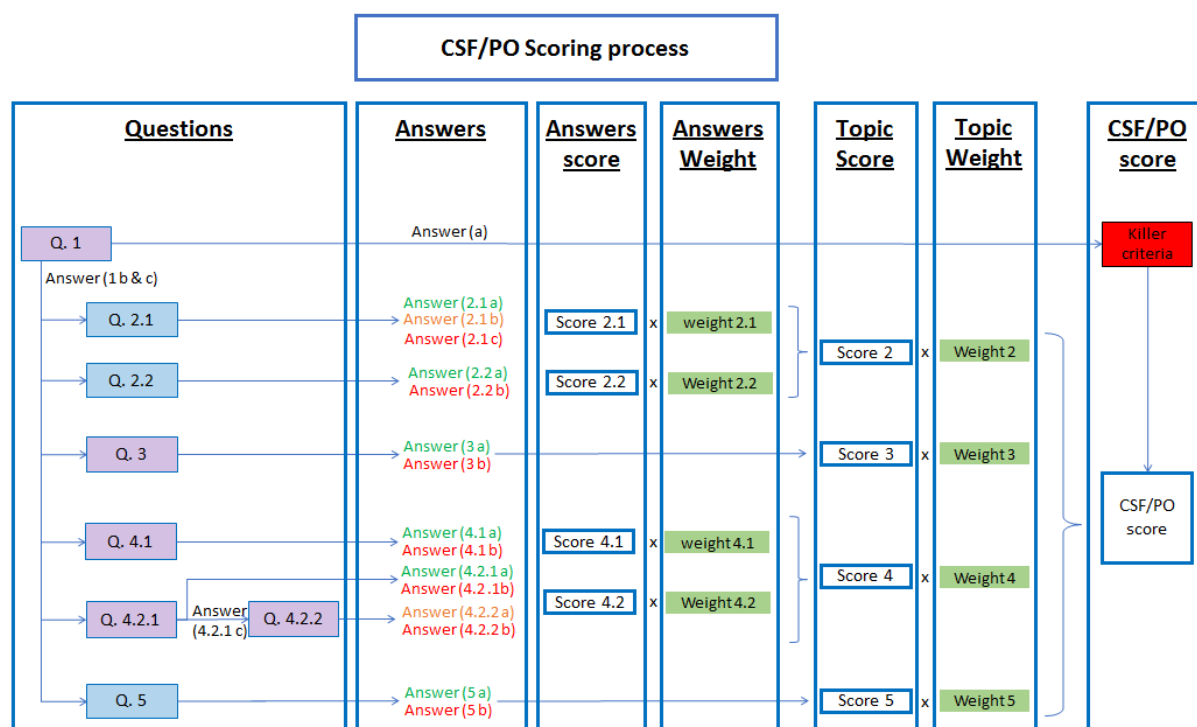 CSF/PO Scoring process
Questions
Answers
Answers
score
Answers
Weight
Topic
Score
Topic
Weight
CSF/PO
score
Q. 1
Answer (a)
Killer
criteria
Answer (1b & c)
Q. 2.1
Answer (2.1 a)
Answer (2.1 b)
Answer (2.1 c)
Score 2.1
x
weight 2.1
Q. 2.2
Answer (2.2 a)
Answer (2.2 b)
Score 2.2
x
Weight 2.2
Score 2
x
Weight 2
Q. 3
Answer (3 a)
Answer (3 b)
Score 3
x
Weight 3
CSF/PO
score
Q. 4.1
Answer (4.1 a)
Answer (4.1 b)
Score 4.1
x
weight 4.1
Q. 4.2.1
Answer
(4.2.1 c)
Q. 4.2.2
Answer (4.2.1 a)
Answer (4.2.1b)
Answer (4.2.2 a)
Answer (4.2.2 b)
Score 4.2
x
Weight 4.2
Score 4
x
Weight 4
Q. 5
Answer (5 a)
Answer (5 b)
Score 5
x
Weight 5